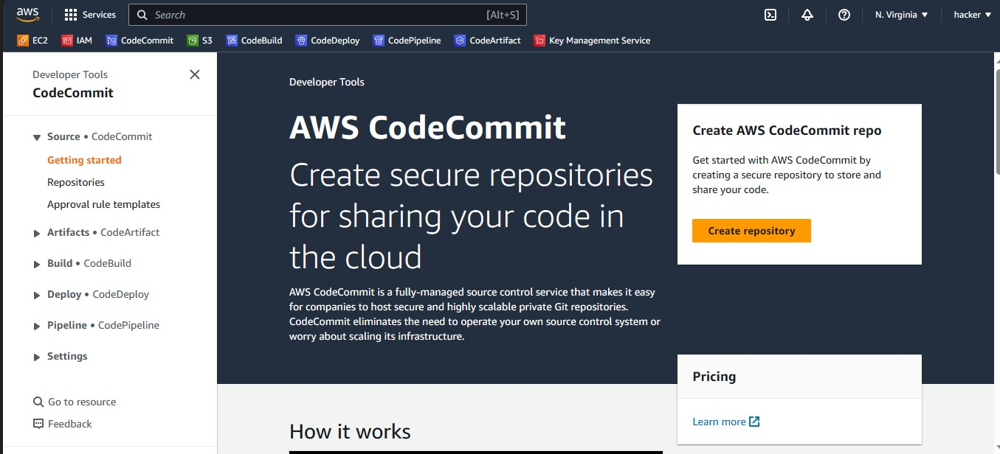 aws
Services
Search
[Alt+S]
N. Virginia
hacker
EC2
IAM
CodeCommit
S3
CodeBuild
CodeDeploy
CodePipeline
CodeArtifact
Key Management Service
Developer Tools
CodeCommit
Source • CodeCommit
Getting started
Repositories
Approval rule templates
Artifacts • CodeArtifact
Build • CodeBuild
Deploy • CodeDeploy
Pipeline • CodePipeline
Settings
Go to resource
Feedback
Developer Tools
AWS CodeCommit
Create secure repositories
for sharing your code in
the cloud
AWS CodeCommit is a fully-managed source control service that makes it easy
for companies to host secure and highly scalable private Git repositories.
CodeCommit eliminates the need to operate your own source control system or
worry about scaling its infrastructure.
Create AWS CodeCommit repo
Get started with AWS CodeCommit by
creating a secure repository to store and
share your code.
Create repository
Pricing
Learn more
How it works